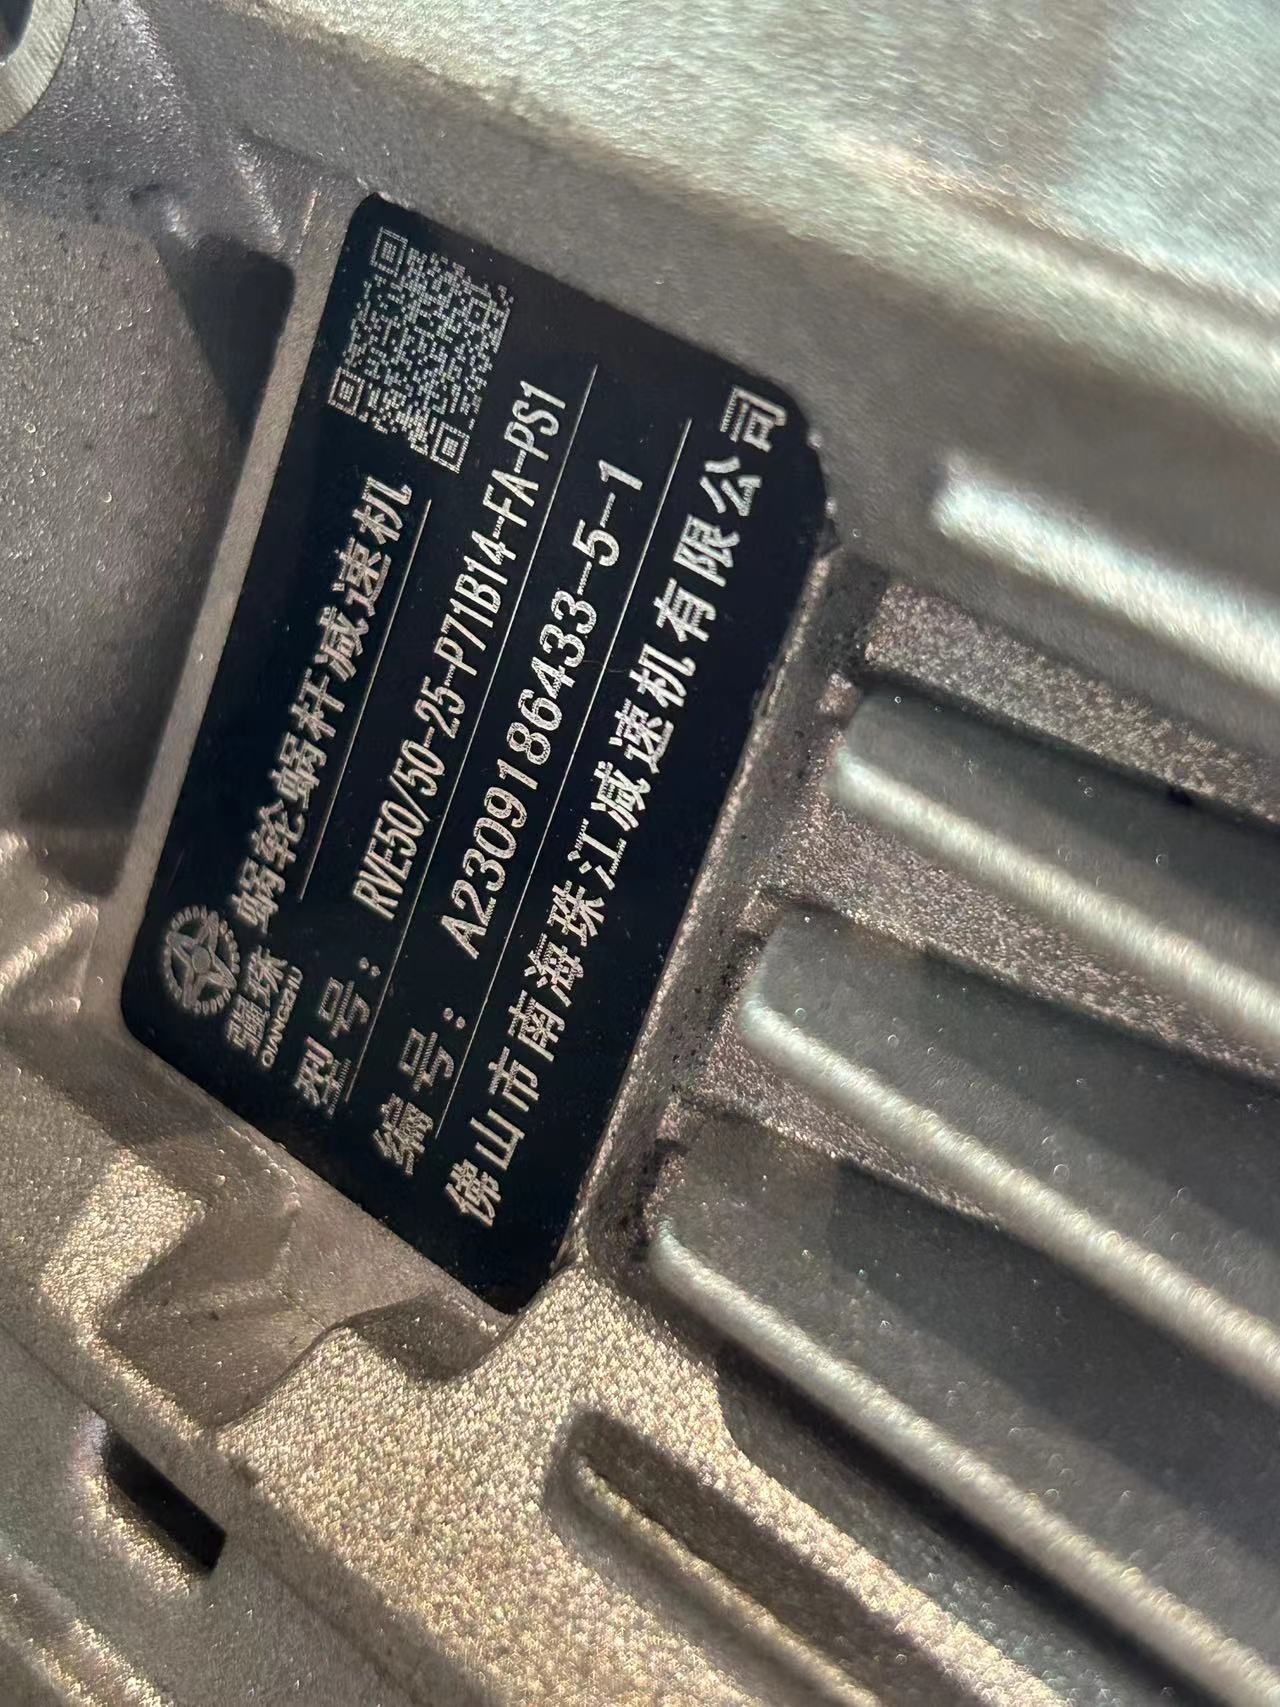 蜗轮蜗杆减速机
强珠
QIANGZHU
型号：RVE50/50-25-P71B14-FA-PS1
编号：A2309186433-5-1
佛山市南海珠江减速机有限公司